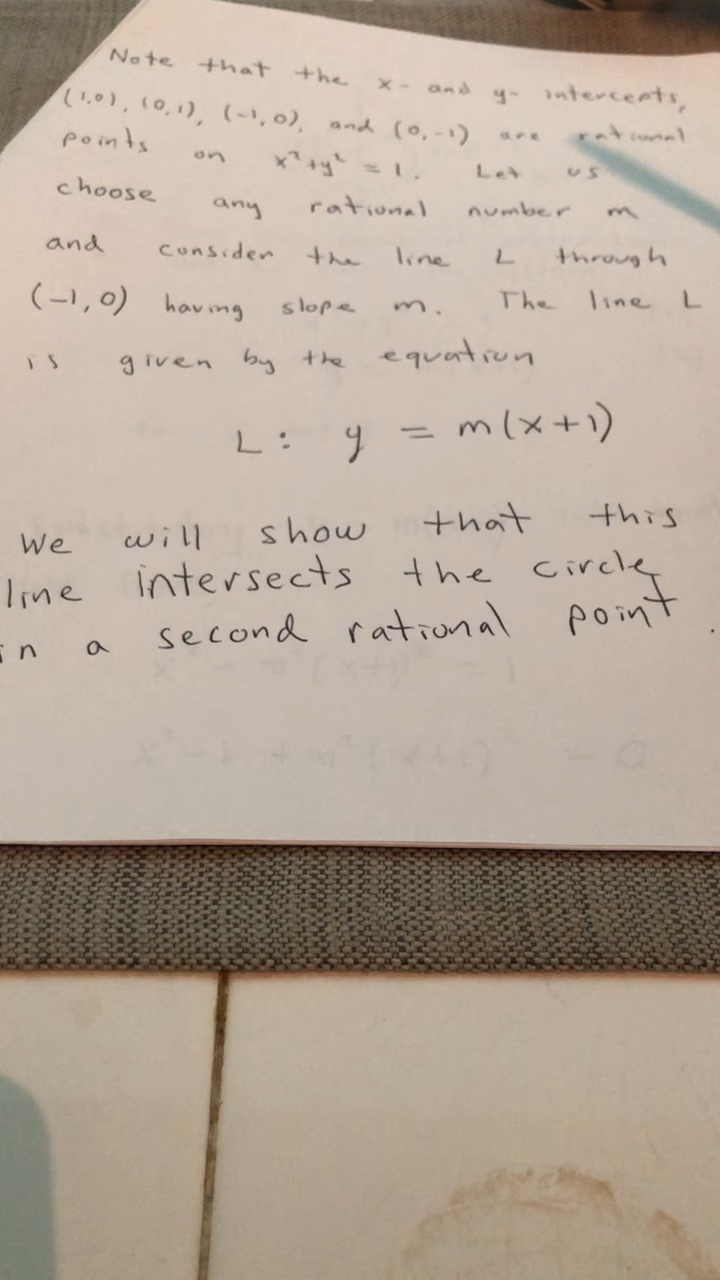 Note that the x- and y- intercepts,
(1,0), (0,1), (-1,0), and (0,-1) are rational
points on x²+y² = 1. Let us
choose any rational number m
and consider the line L through
(-1,0) having slope m. The line L
is given by the equation
L: y = m(x+1)
We will show that this
line intersects the circle
in a second rational point.